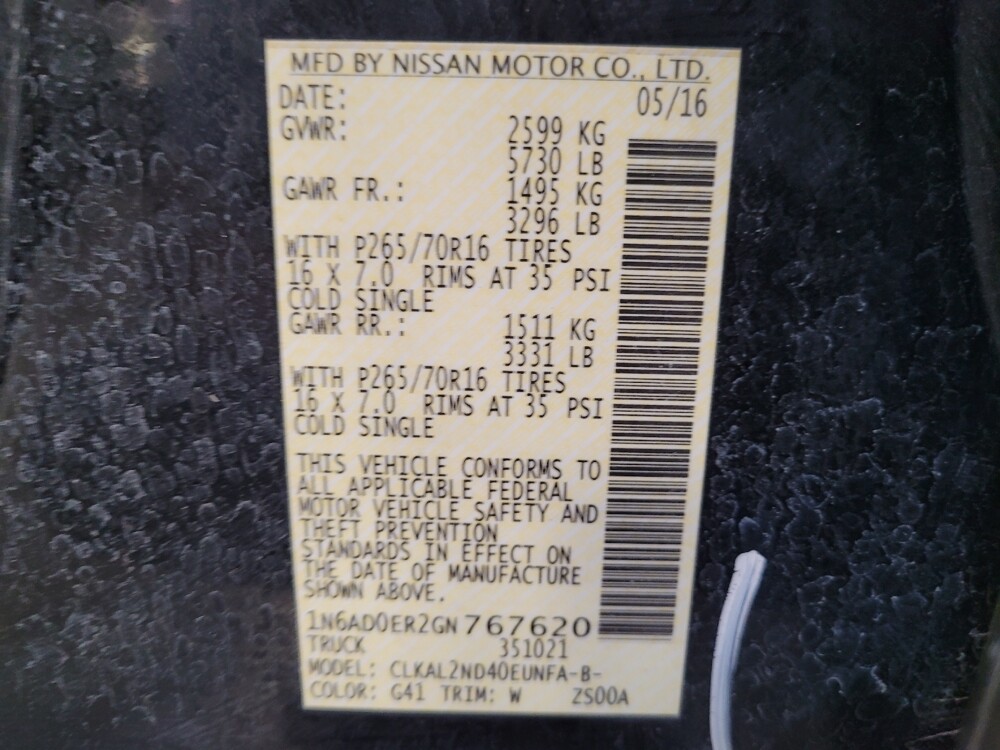 MFD BY NISSAN MOTOR CO., LTD.
DATE: 05/16
GVWR: 2599 KG
5730 LB
GAWR FR.: 1495 KG
3296 LB
WITH P265/70R16 TIRES
16 X 7.0 RIMS AT 35 PSI
COLD SINGLE
GAWR RR.: 1511 KG
3331 LB
WITH P265/70R16 TIRES
16 X 7.0 RIMS AT 35 PSI
COLD SINGLE
THIS VEHICLE CONFORMS TO
ALL APPLICABLE FEDERAL
MOTOR VEHICLE SAFETY AND
THEFT PREVENTION
STANDARDS IN EFFECT ON
THE DATE OF MANUFACTURE
SHOWN ABOVE.
1N6AD0ER2GN767620
TRUCK 351021
MODEL: CLKAL2ND40EUNFA-B-
COLOR: G41 TRIM: W ZS00A